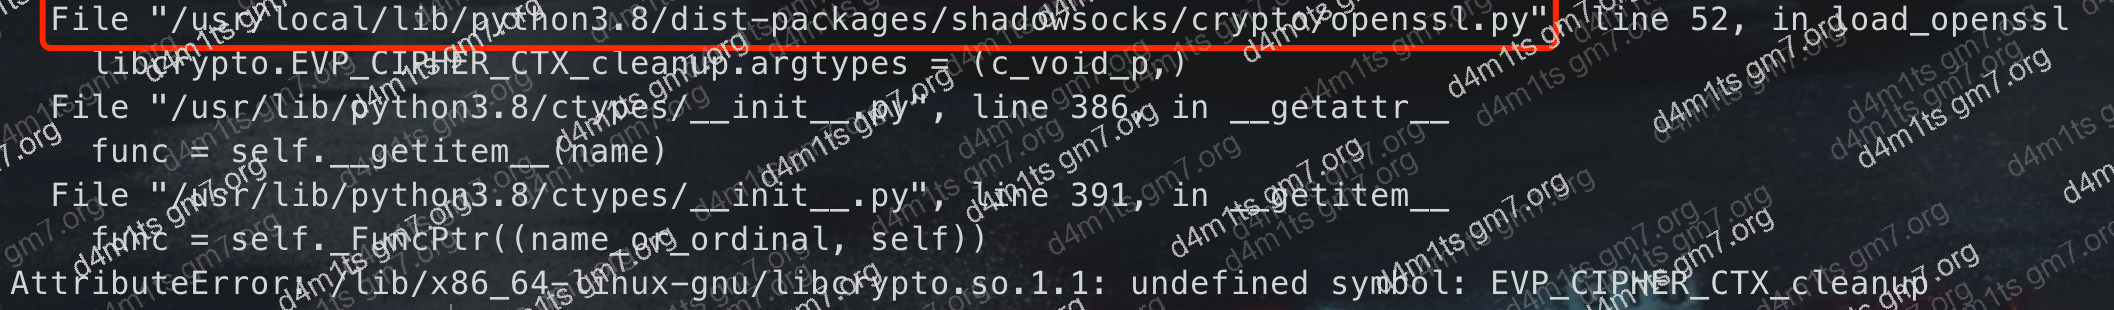 File "/usr/local/lib/python3.8/dist-packages/shadowsocks/crypto/openssl.py", line 52, in load_openssl
libcrypto.EVP_CIPHER_CTX_cleanup.argtypes = (c_void_p,)
File "/usr/lib/python3.8/ctypes/__init__.py", line 386, in __getattr__
func = self.__getitem__(name)
File "/usr/lib/python3.8/ctypes/__init__.py", line 391, in __getitem__
func = self._FuncPtr((name_or_ordinal, self))
AttributeError: /lib/x86_64-linux-gnu/libcrypto.so.1.1: undefined symbol: EVP_CIPHER_CTX_cleanup
d4m1ts gm7.org